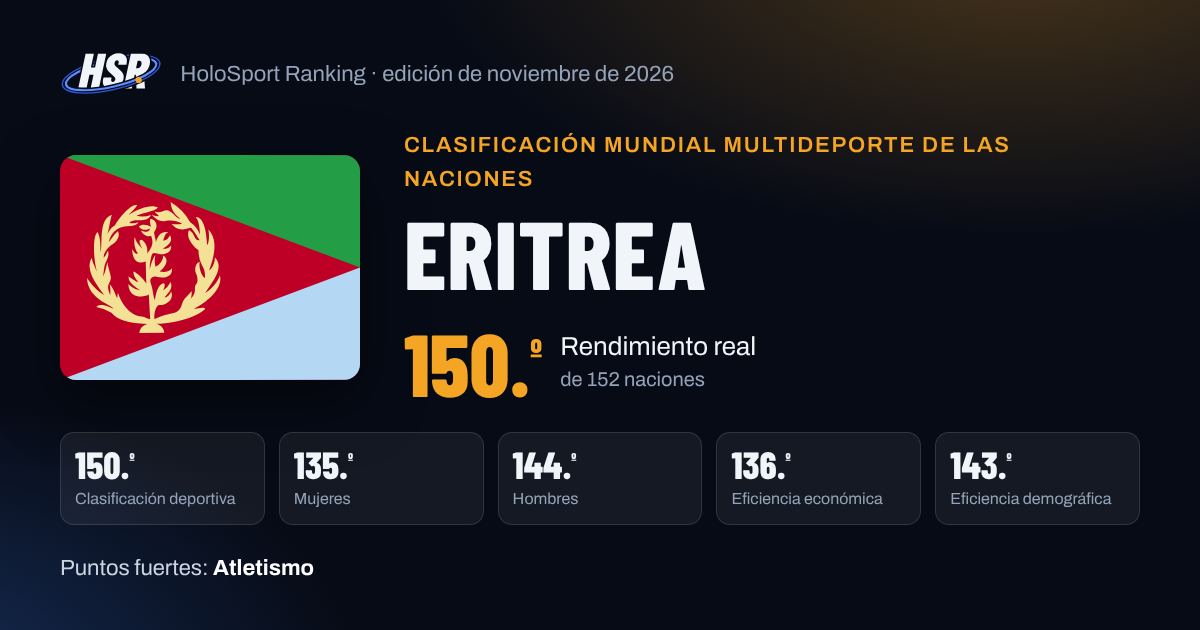 HSR
HoloSport Ranking · edición de noviembre de 2026
CLASIFICACIÓN MUNDIAL MULTIDEPORTE DE LAS
NACIONES
ERITREA
150.º
Rendimiento real
de 152 naciones
150.º
Clasificación deportiva
135.º
Mujeres
144.º
Hombres
136.º
Eficiencia económica
143.º
Eficiencia demográfica
Puntos fuertes: Atletismo